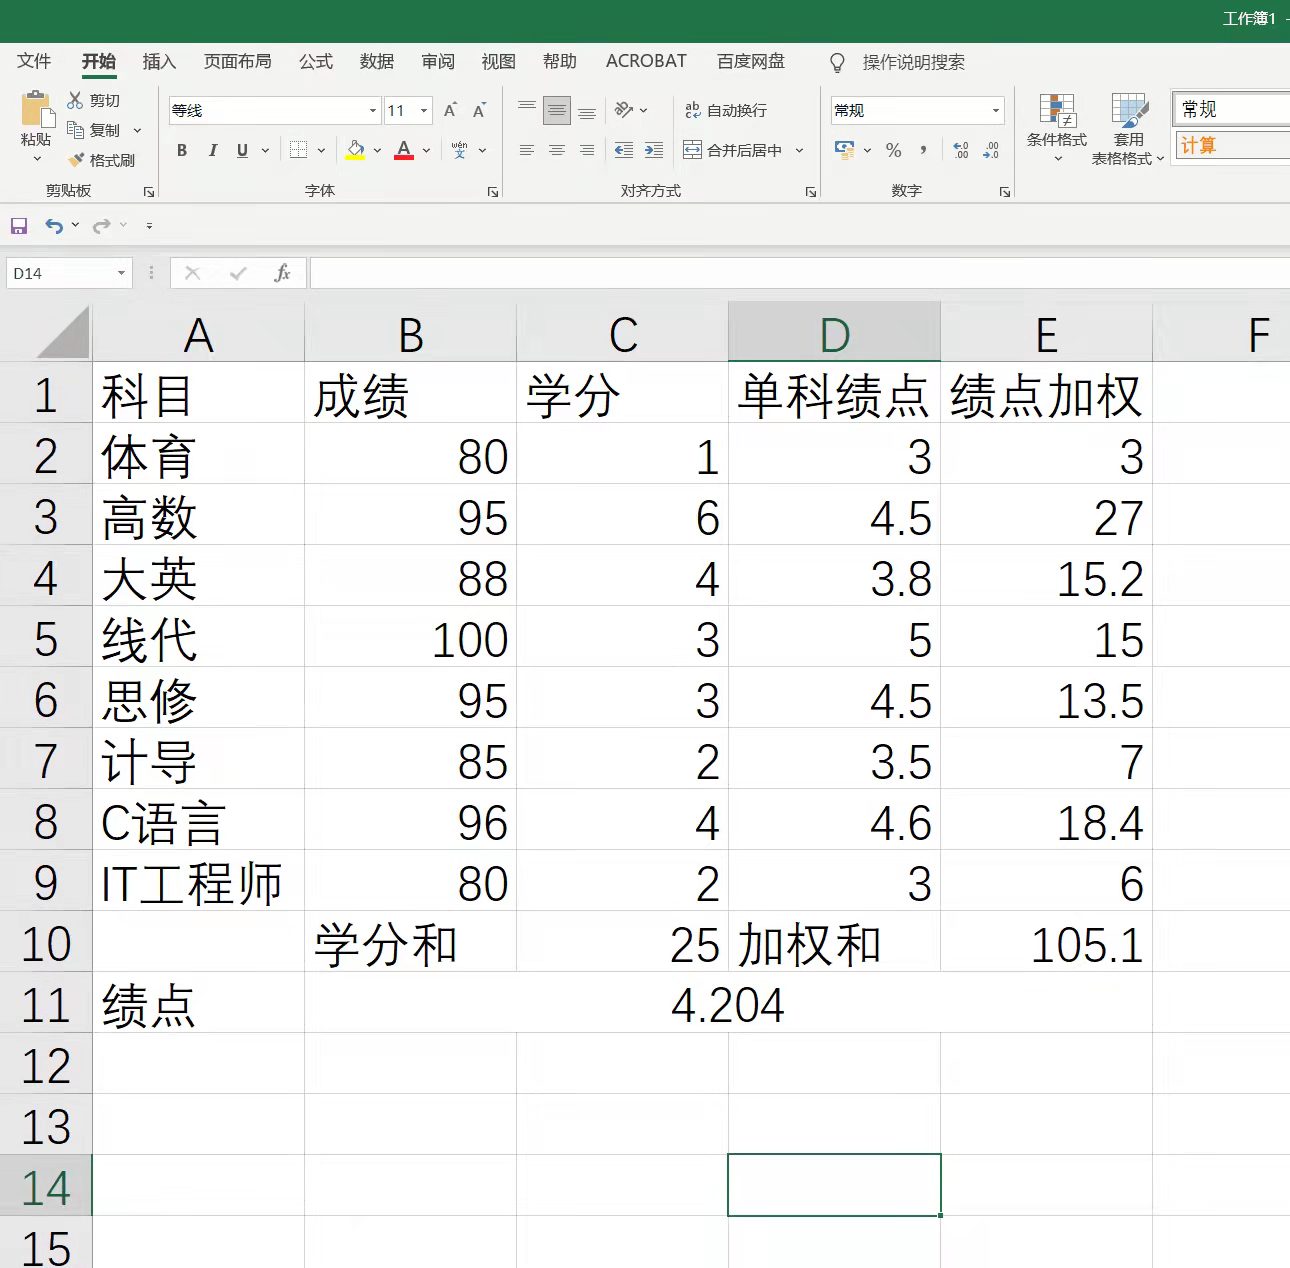 工作簿1 -
文件 开始 插入 页面布局 公式 数据 审阅 视图 帮助 ACROBAT 百度网盘 操作说明搜索
粘贴 剪切 复制 格式刷
等线 11 A A
B I U A wén 文
ab c 自动换行
合并后居中
常规
% , .00 .0
条件格式 套用
表格格式
常规
计算
剪贴板 字体 对齐方式 数字
D14 fx
A B C D E F
1 科目 成绩 学分 单科绩点 绩点加权
2 体育 80 1 3 3
3 高数 95 6 4.5 27
4 大英 88 4 3.8 15.2
5 线代 100 3 5 15
6 思修 95 3 4.5 13.5
7 计导 85 2 3.5 7
8 C语言 96 4 4.6 18.4
9 IT工程师 80 2 3 6
10 学分和 25 加权和 105.1
11 绩点 4.204
12
13
14
15